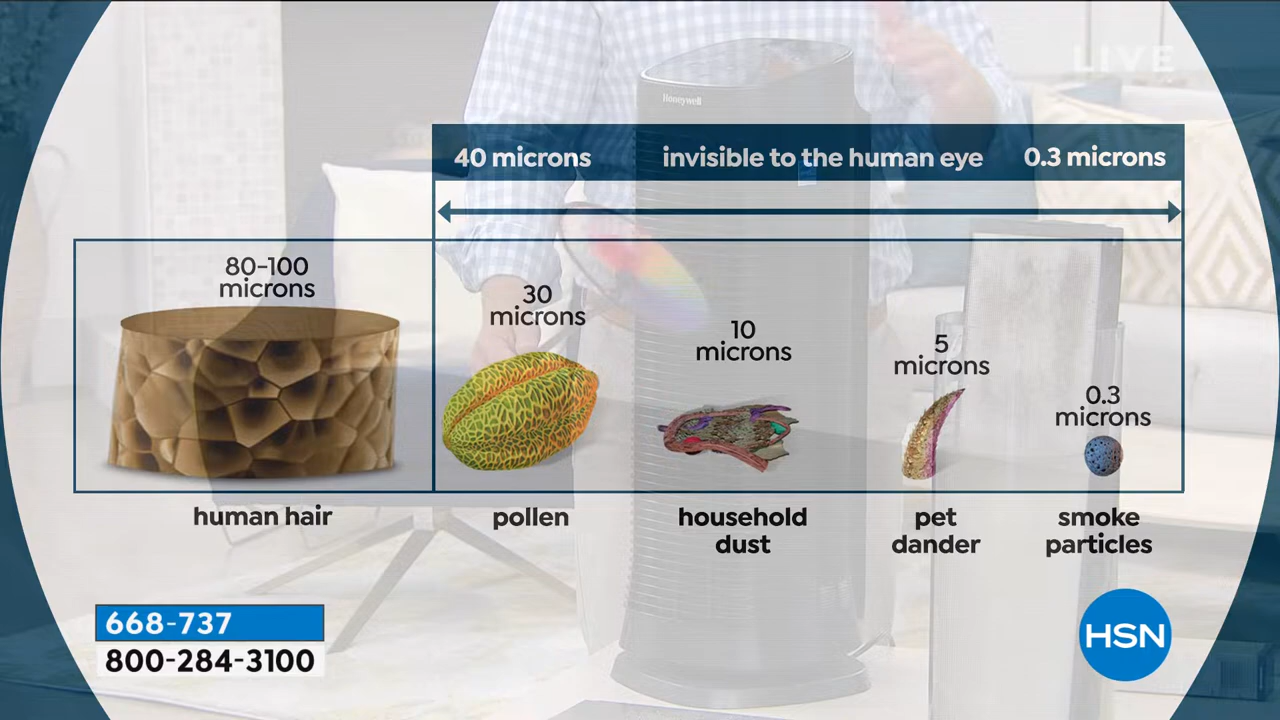 LIVE
Honeywell
40 microns
invisible to the human eye
0.3 microns
80-100
microns
30
microns
10
microns
5
microns
0.3
microns
human hair
pollen
household
dust
pet
dander
smoke
particles
668-737
800-284-3100
HSN